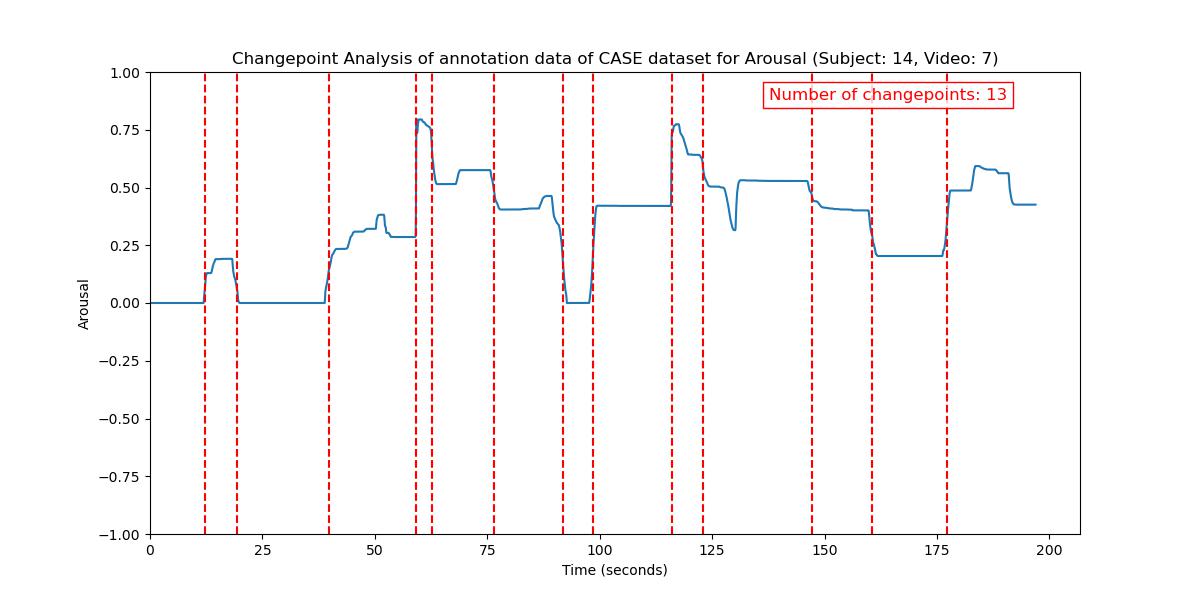 Changepoint Analysis of annotation data of CASE dataset for Arousal (Subject: 14, Video: 7)
Number of changepoints: 13
1.00
0.75
0.50
0.25
0.00
−0.25
−0.50
−0.75
−1.00
Arousal
0 25 50 75 100 125 150 175 200
Time (seconds)